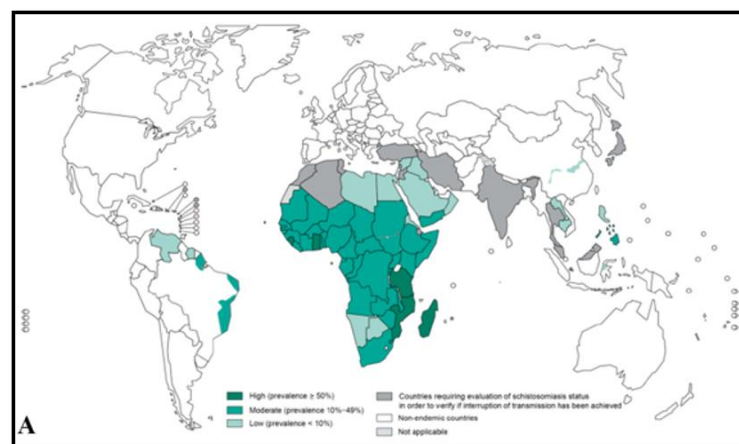 High (prevalence ≥ 50%)
Moderate (prevalence 10%–49%)
Low (prevalence < 10%)
Countries requiring evaluation of schistosomiasis status
in order to verify if interruption of transmission has been achieved
Non-endemic countries
Not applicable
A